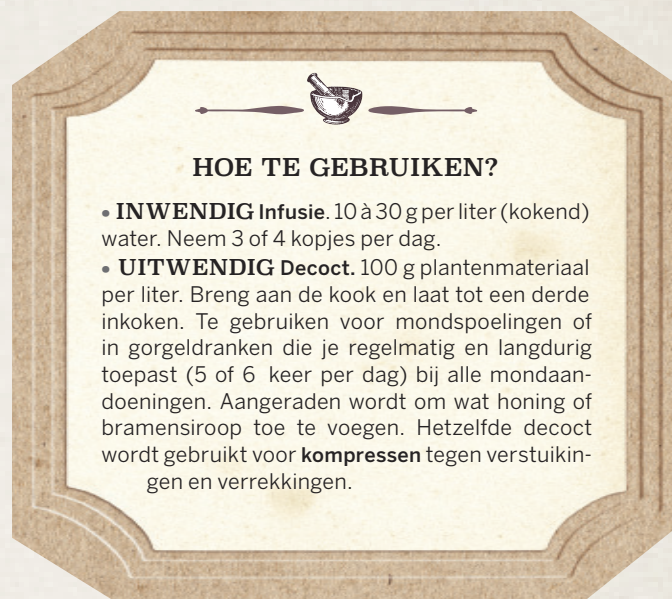 HOE TE GEBRUIKEN?
• INWENDIG Infusie. 10 à 30 g per liter (kokend)
water. Neem 3 of 4 kopjes per dag.
• UITWENDIG Decoct. 100 g plantenmateriaal
per liter. Breng aan de kook en laat tot een derde
inkoken. Te gebruiken voor mondspoelingen of
in gorgeldranken die je regelmatig en langdurig
toepast (5 of 6 keer per dag) bij alle mondaan-
doeningen. Aangeraden wordt om wat honing of
bramensiroop toe te voegen. Hetzelfde decoct
wordt gebruikt voor kompressen tegen verstuikin-
gen en verrekkingen.